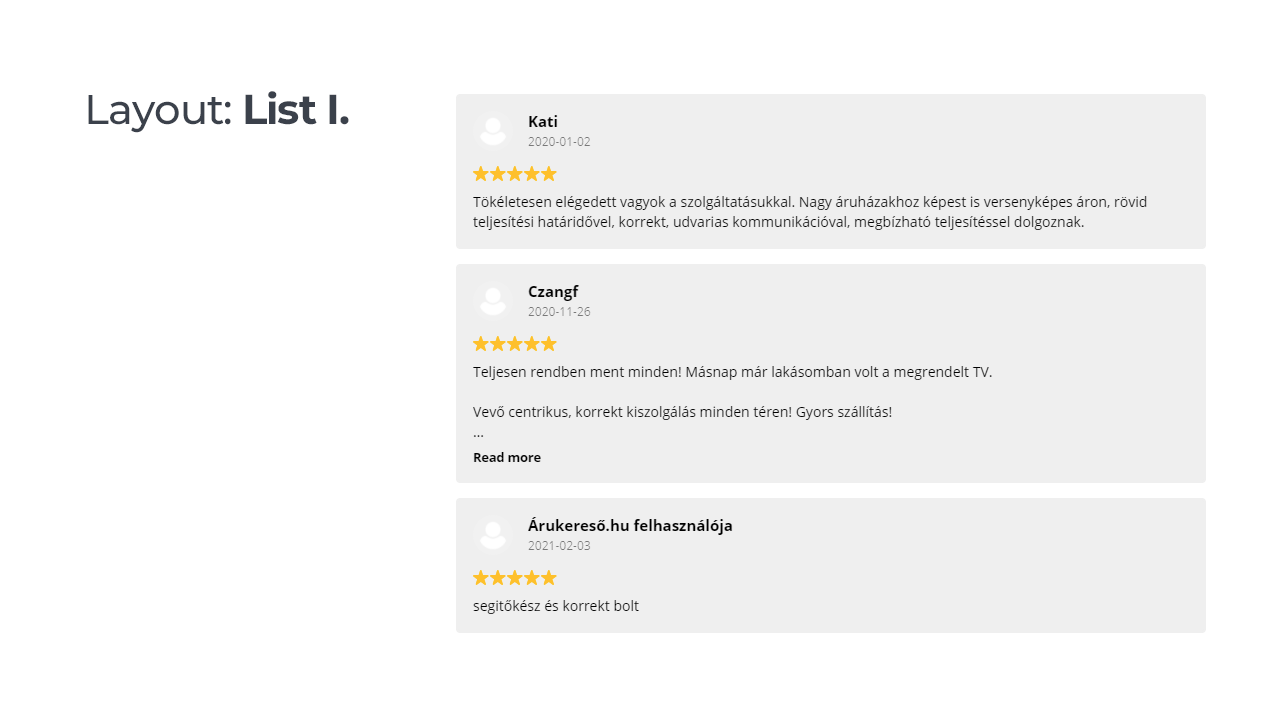 Layout: List I.
Kati
2020-01-02
Tökéletesen elégedett vagyok a szolgáltatásukkal. Nagy áruházakhoz képest is versenyképes áron, rövid
teljesítési határidővel, korrekt, udvarias kommunikációval, megbízható teljesítéssel dolgoznak.
Czangf
2020-11-26
Teljesen rendben ment minden! Másnap már lakásomban volt a megrendelt TV.
Vevő centrikus, korrekt kiszolgálás minden téren! Gyors szállítás!
...
Read more
Árukereső.hu felhasználója
2021-02-03
segitőkész és korrekt bolt